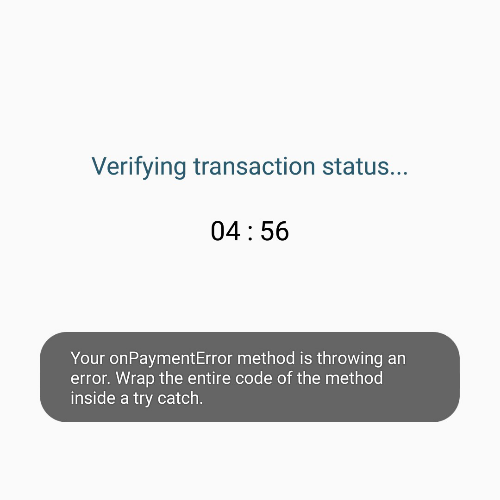 Verifying transaction status...
04 : 56
Your onPaymentError method is throwing an
error. Wrap the entire code of the method
inside a try catch.